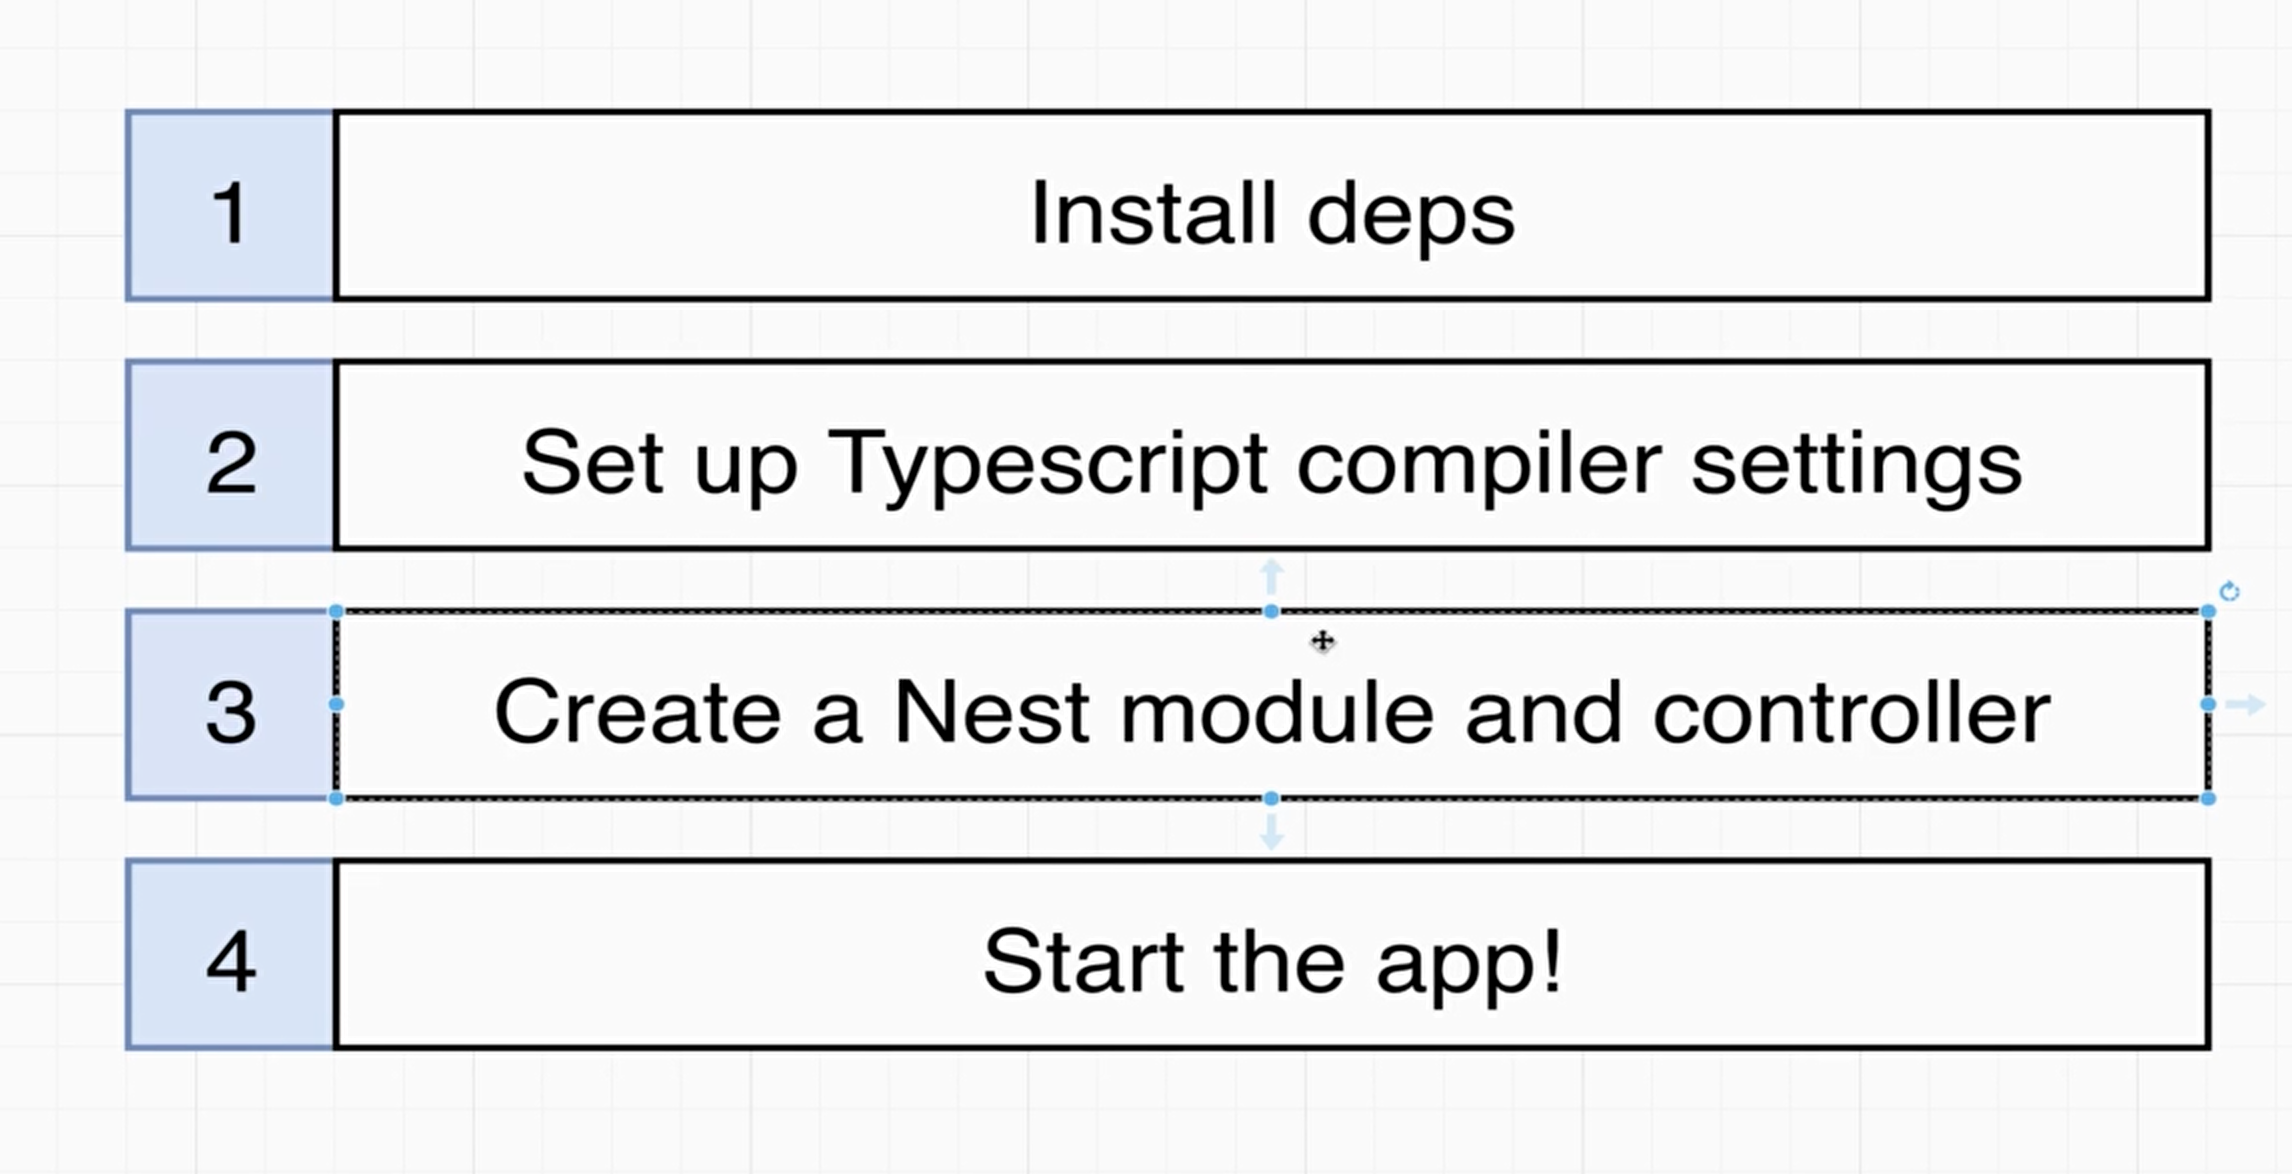 1 Install deps
2 Set up Typescript compiler settings
3 Create a Nest module and controller
4 Start the app!